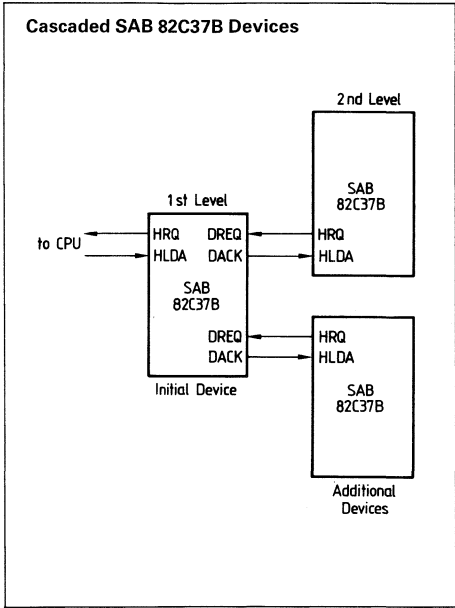 Cascaded SAB 82C37B Devices
2nd Level
SAB
82C37B
HRQ
HLDA
1st Level
to CPU
HRQ DREQ
HLDA DACK
SAB
82C37B
DREQ
DACK
Initial Device
HRQ
HLDA
SAB
82C37B
Additional
Devices